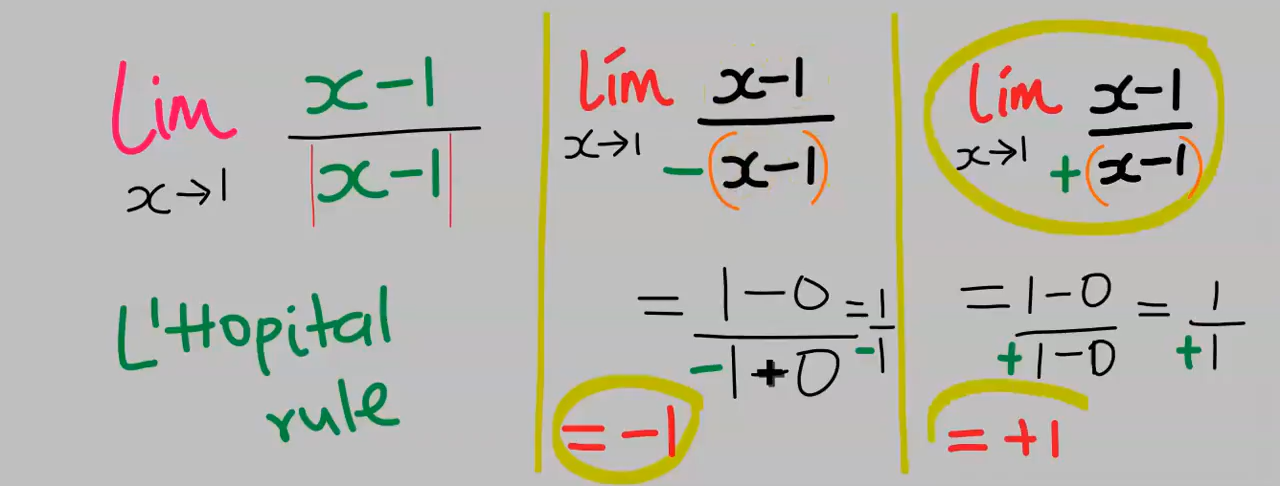 Lim x→1 x-1 / |x-1|
L'Hopital
rule
Lim x→1 x-1 / -(x-1)
= 1-0 / -1+0 = 1 / -1
= -1
Lim x→1 x-1 / +(x-1)
= 1-0 / +1-0 = 1 / +1
= +1